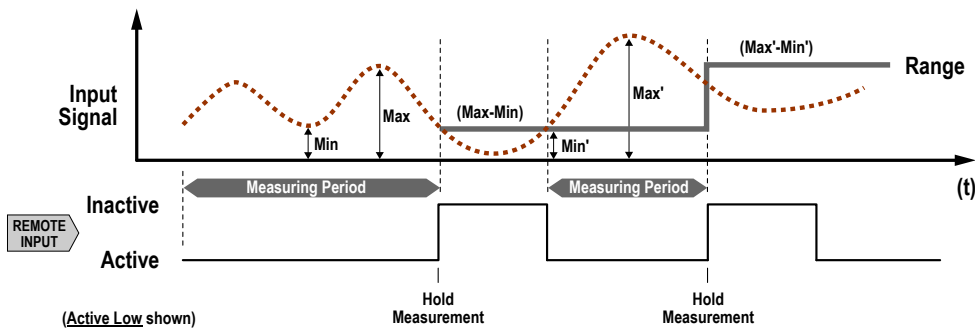 (Max'-Min')
Range
Input
Signal
Max
(Max-Min)
Max'
Min
Min'
Measuring Period
Measuring Period
(t)
Inactive
REMOTE
INPUT
Active
Hold
Measurement
Hold
Measurement
(Active Low shown)